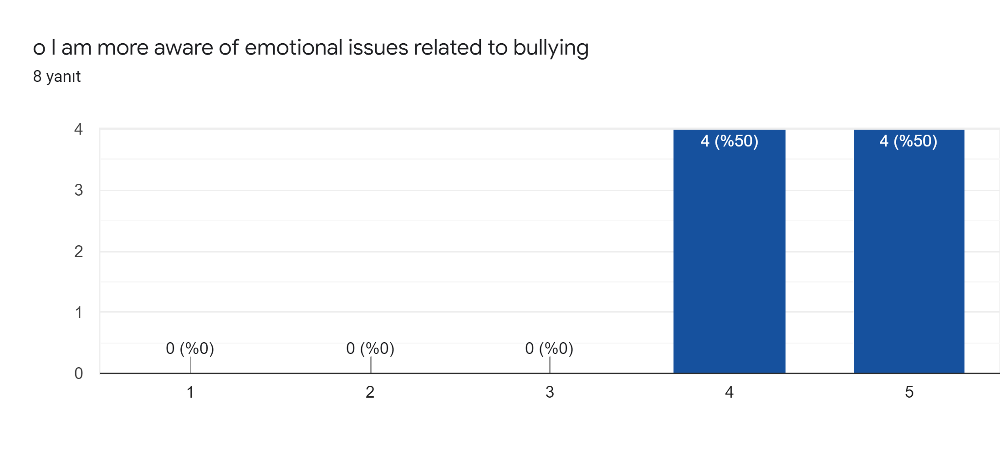 o I am more aware of emotional issues related to bullying
8 yanıt
4
4 (%50) 4 (%50)
3
2
1
0 (%0) 0 (%0) 0 (%0)
0
1 2 3 4 5